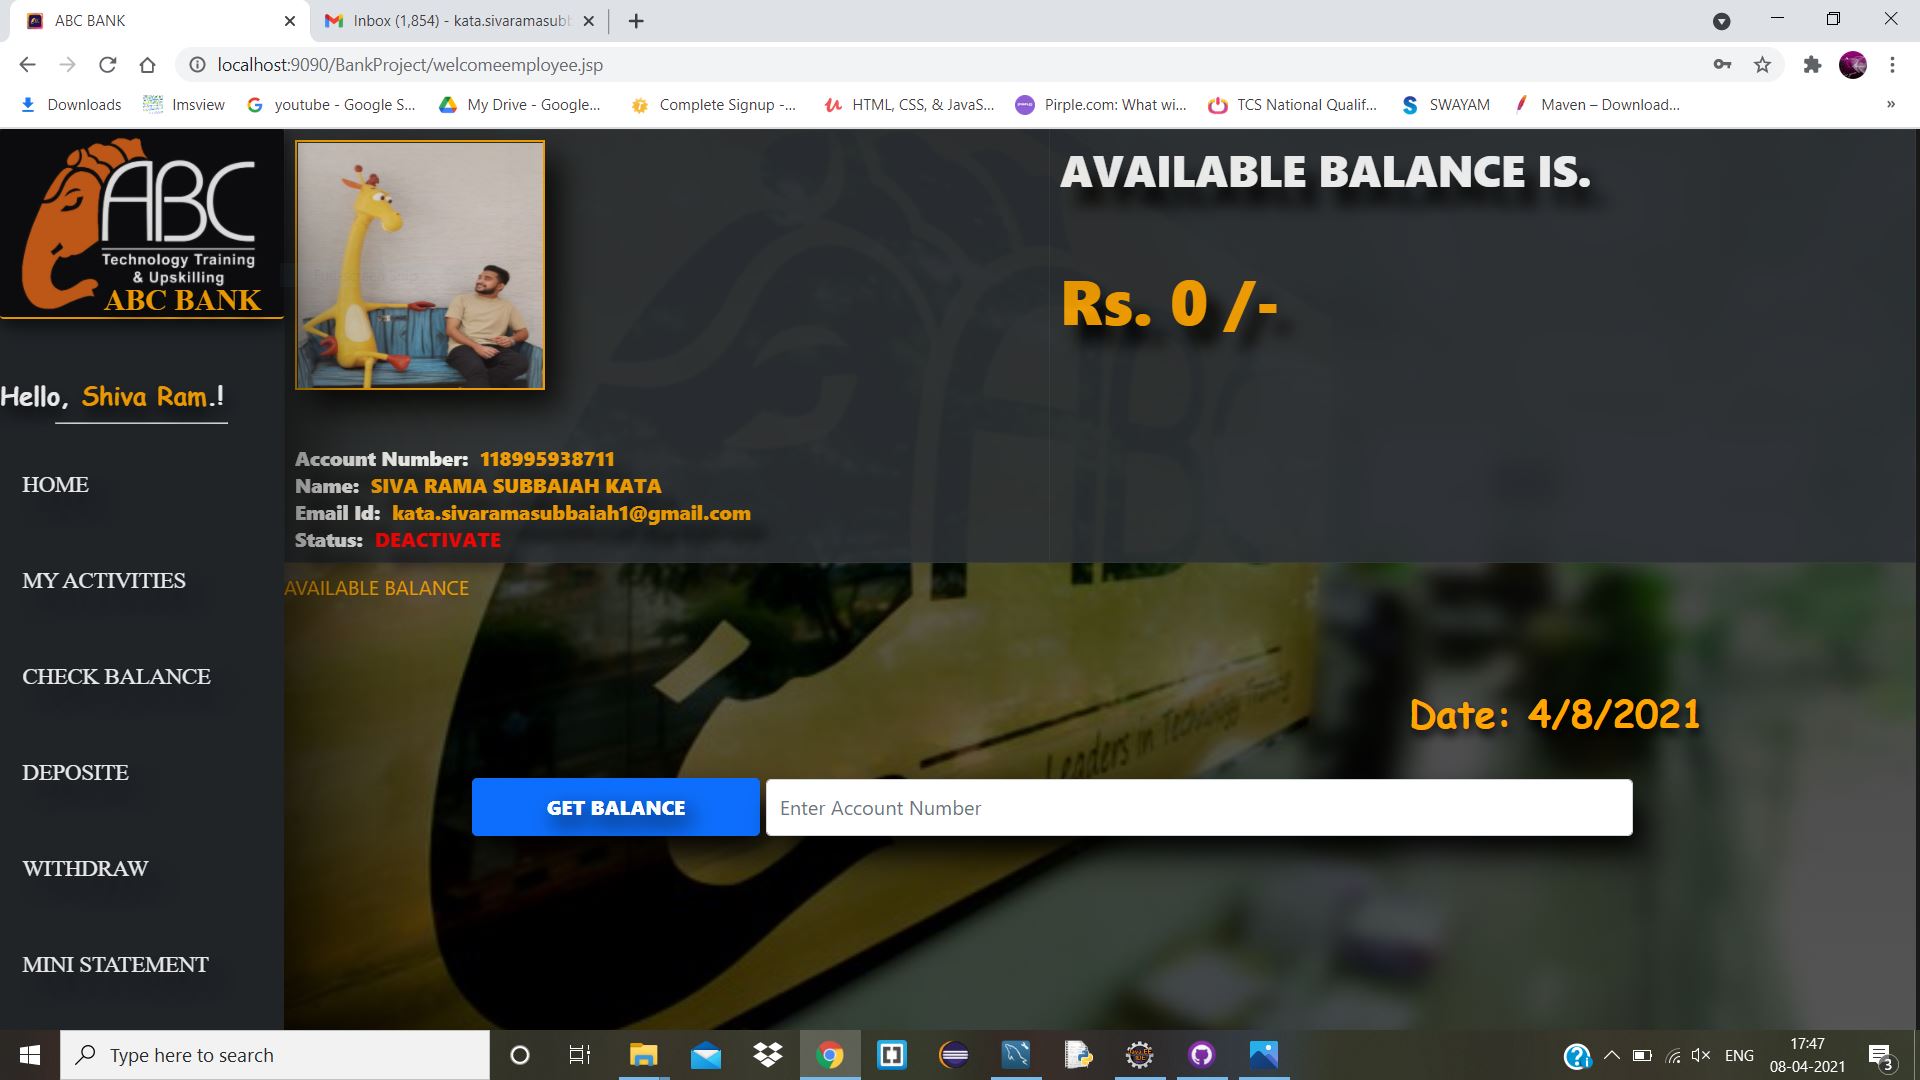 ABC BANK
Inbox (1,854) - kata.sivaramasubb
localhost:9090/BankProject/welcomeemployee.jsp
Downloads
Imsview
youtube - Google S...
My Drive - Google...
Complete Signup -...
HTML, CSS, & JavaS...
Pirple.com: What wi...
TCS National Qualif...
SWAYAM
Maven – Download...
»
ABC
Technology Training
& Upskilling
ABC BANK
Hello, Shiva Ram.!
HOME
MY ACTIVITIES
CHECK BALANCE
DEPOSITE
WITHDRAW
MINI STATEMENT
Account Number: 118995938711
Name: SIVA RAMA SUBBAIAH KATA
Email Id: kata.sivaramasubbaiah1@gmail.com
Status: DEACTIVATE
AVAILABLE BALANCE IS.
Rs. 0 /-
AVAILABLE BALANCE
Leaders in Technology Training
Date: 4/8/2021
GET BALANCE
Enter Account Number
Type here to search
ENG
17:47
08-04-2021
3